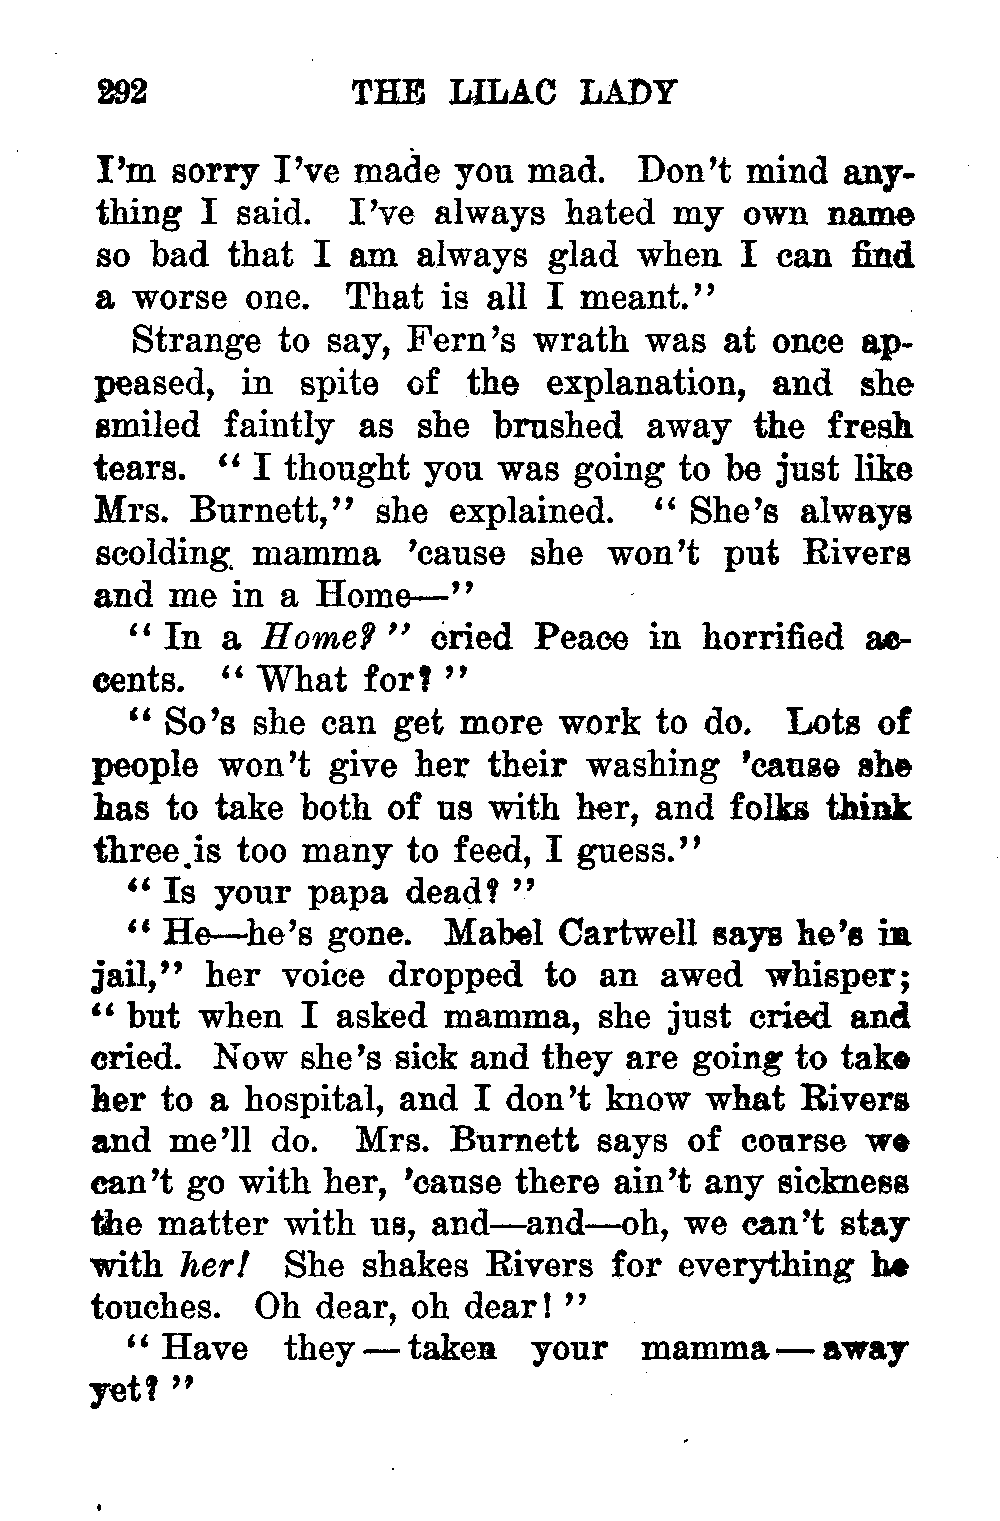 292 THE LILAC LADY
I'm sorry I've made you mad. Don't mind any-
thing I said. I've always hated my own name
so bad that I am always glad when I can find
a worse one. That is all I meant."
Strange to say, Fern's wrath was at once ap-
peased, in spite of the explanation, and she
smiled faintly as she brushed away the fresh
tears. "I thought you was going to be just like
Mrs. Burnett," she explained. "She's always
scolding mamma 'cause she won't put Rivers
and me in a Home—"
"In a Home?" cried Peace in horrified ac-
cents. "What for?"
"So's she can get more work to do. Lots of
people won't give her their washing 'cause she
has to take both of us with her, and folks think
three is too many to feed, I guess."
"Is your papa dead?"
"He—he's gone. Mabel Cartwell says he's in
jail," her voice dropped to an awed whisper;
"but when I asked mamma, she just cried and
cried. Now she's sick and they are going to take
her to a hospital, and I don't know what Rivers
and me'll do. Mrs. Burnett says of course we
can't go with her, 'cause there ain't any sickness
the matter with us, and—and—oh, we can't stay
with her! She shakes Rivers for everything he
touches. Oh dear, oh dear!"
"Have they—taken your mamma—away
yet?"